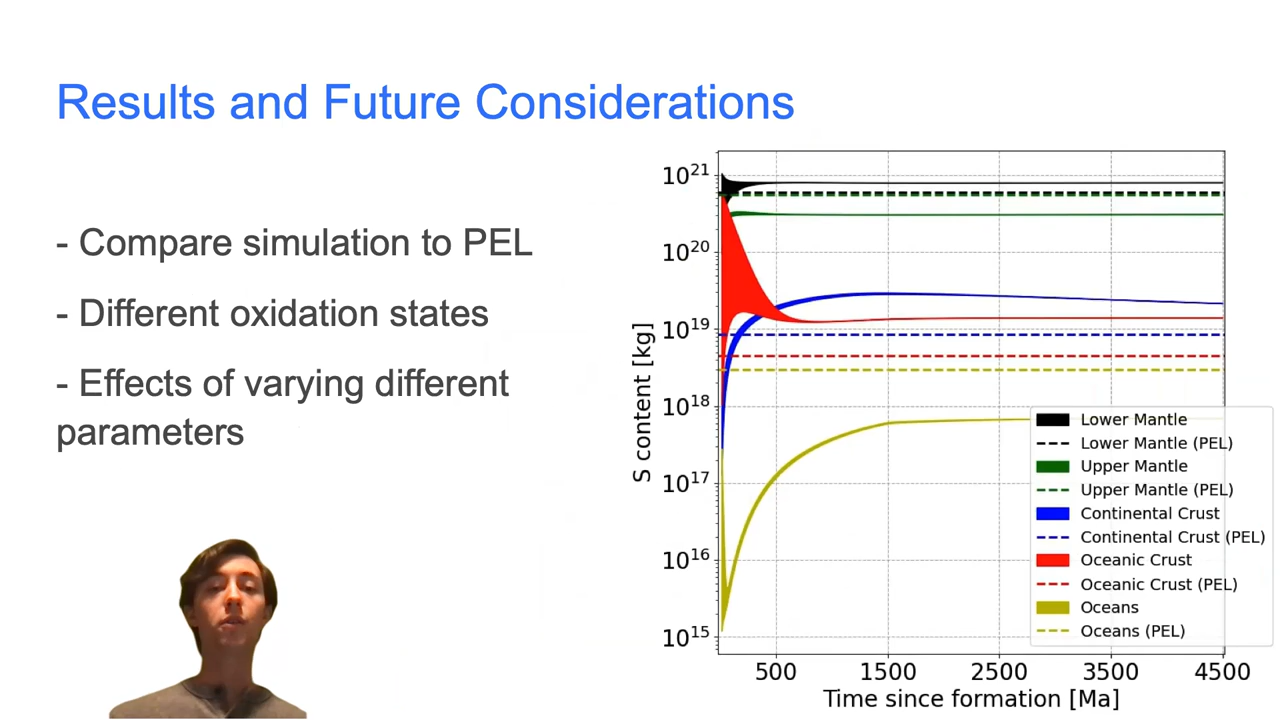 Results and Future Considerations
- Compare simulation to PEL
- Different oxidation states
- Effects of varying different
parameters
S content [kg]
10²¹
10²⁰
10¹⁹
10¹⁸
10¹⁷
10¹⁶
10¹⁵
Lower Mantle
Lower Mantle (PEL)
Upper Mantle
Upper Mantle (PEL)
Continental Crust
Continental Crust (PEL)
Oceanic Crust
Oceanic Crust (PEL)
Oceans
Oceans (PEL)
500 1500 2500 3500 4500
Time since formation [Ma]